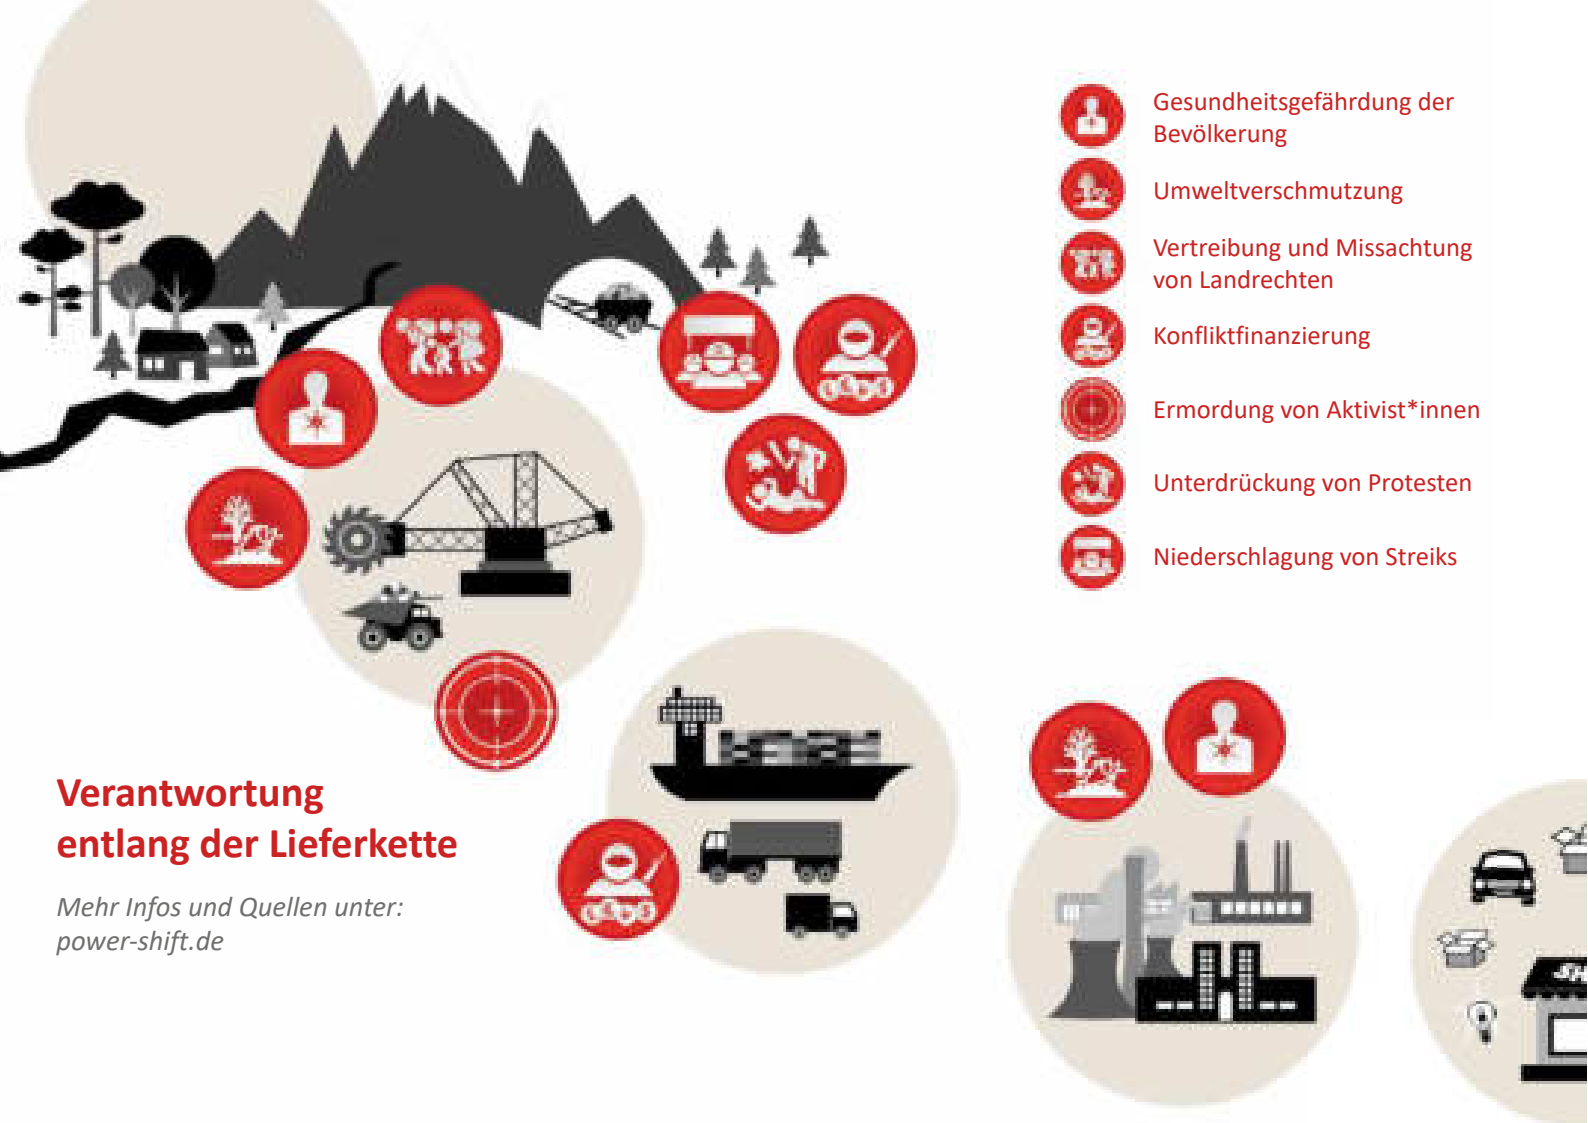 Gesundheitsgefährdung der
Bevölkerung
Umweltverschmutzung
Vertreibung und Missachtung
von Landrechten
Konfliktfinanzierung
Ermordung von Aktivist*innen
Unterdrückung von Protesten
Niederschlagung von Streiks
Verantwortung
entlang der Lieferkette
Mehr Infos und Quellen unter:
power-shift.de
SH